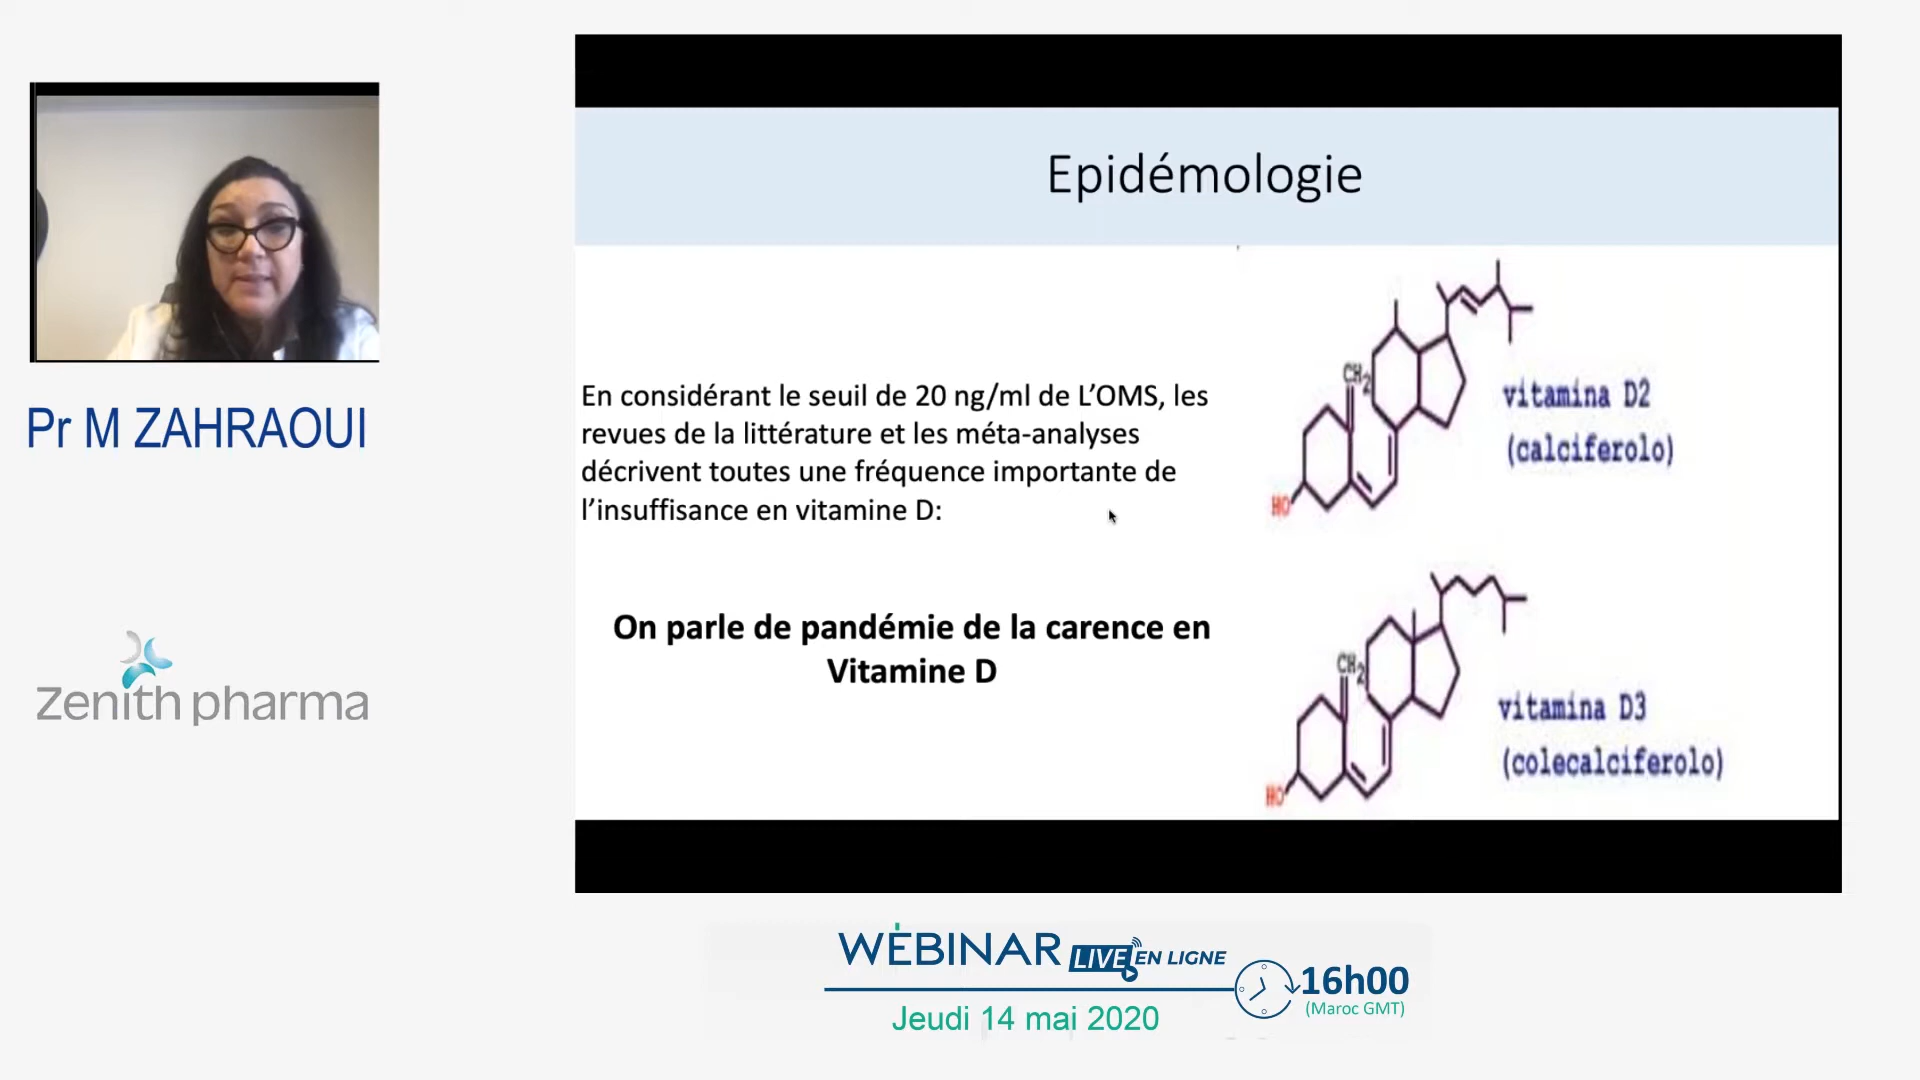 Epidémologie
En considérant le seuil de 20 ng/ml de L’OMS, les
revues de la littérature et les méta-analyses
décrivent toutes une fréquence importante de
l’insuffisance en vitamine D:
On parle de pandémie de la carence en
Vitamine D
CH2
HO
vitamina D2
(calciferolo)
CH2
HO
vitamina D3
(colecalciferolo)
Pr M ZAHRAOUI
zenith pharma
WEBINAR LIVE EN LIGNE
16h00
(Maroc GMT)
Jeudi 14 mai 2020